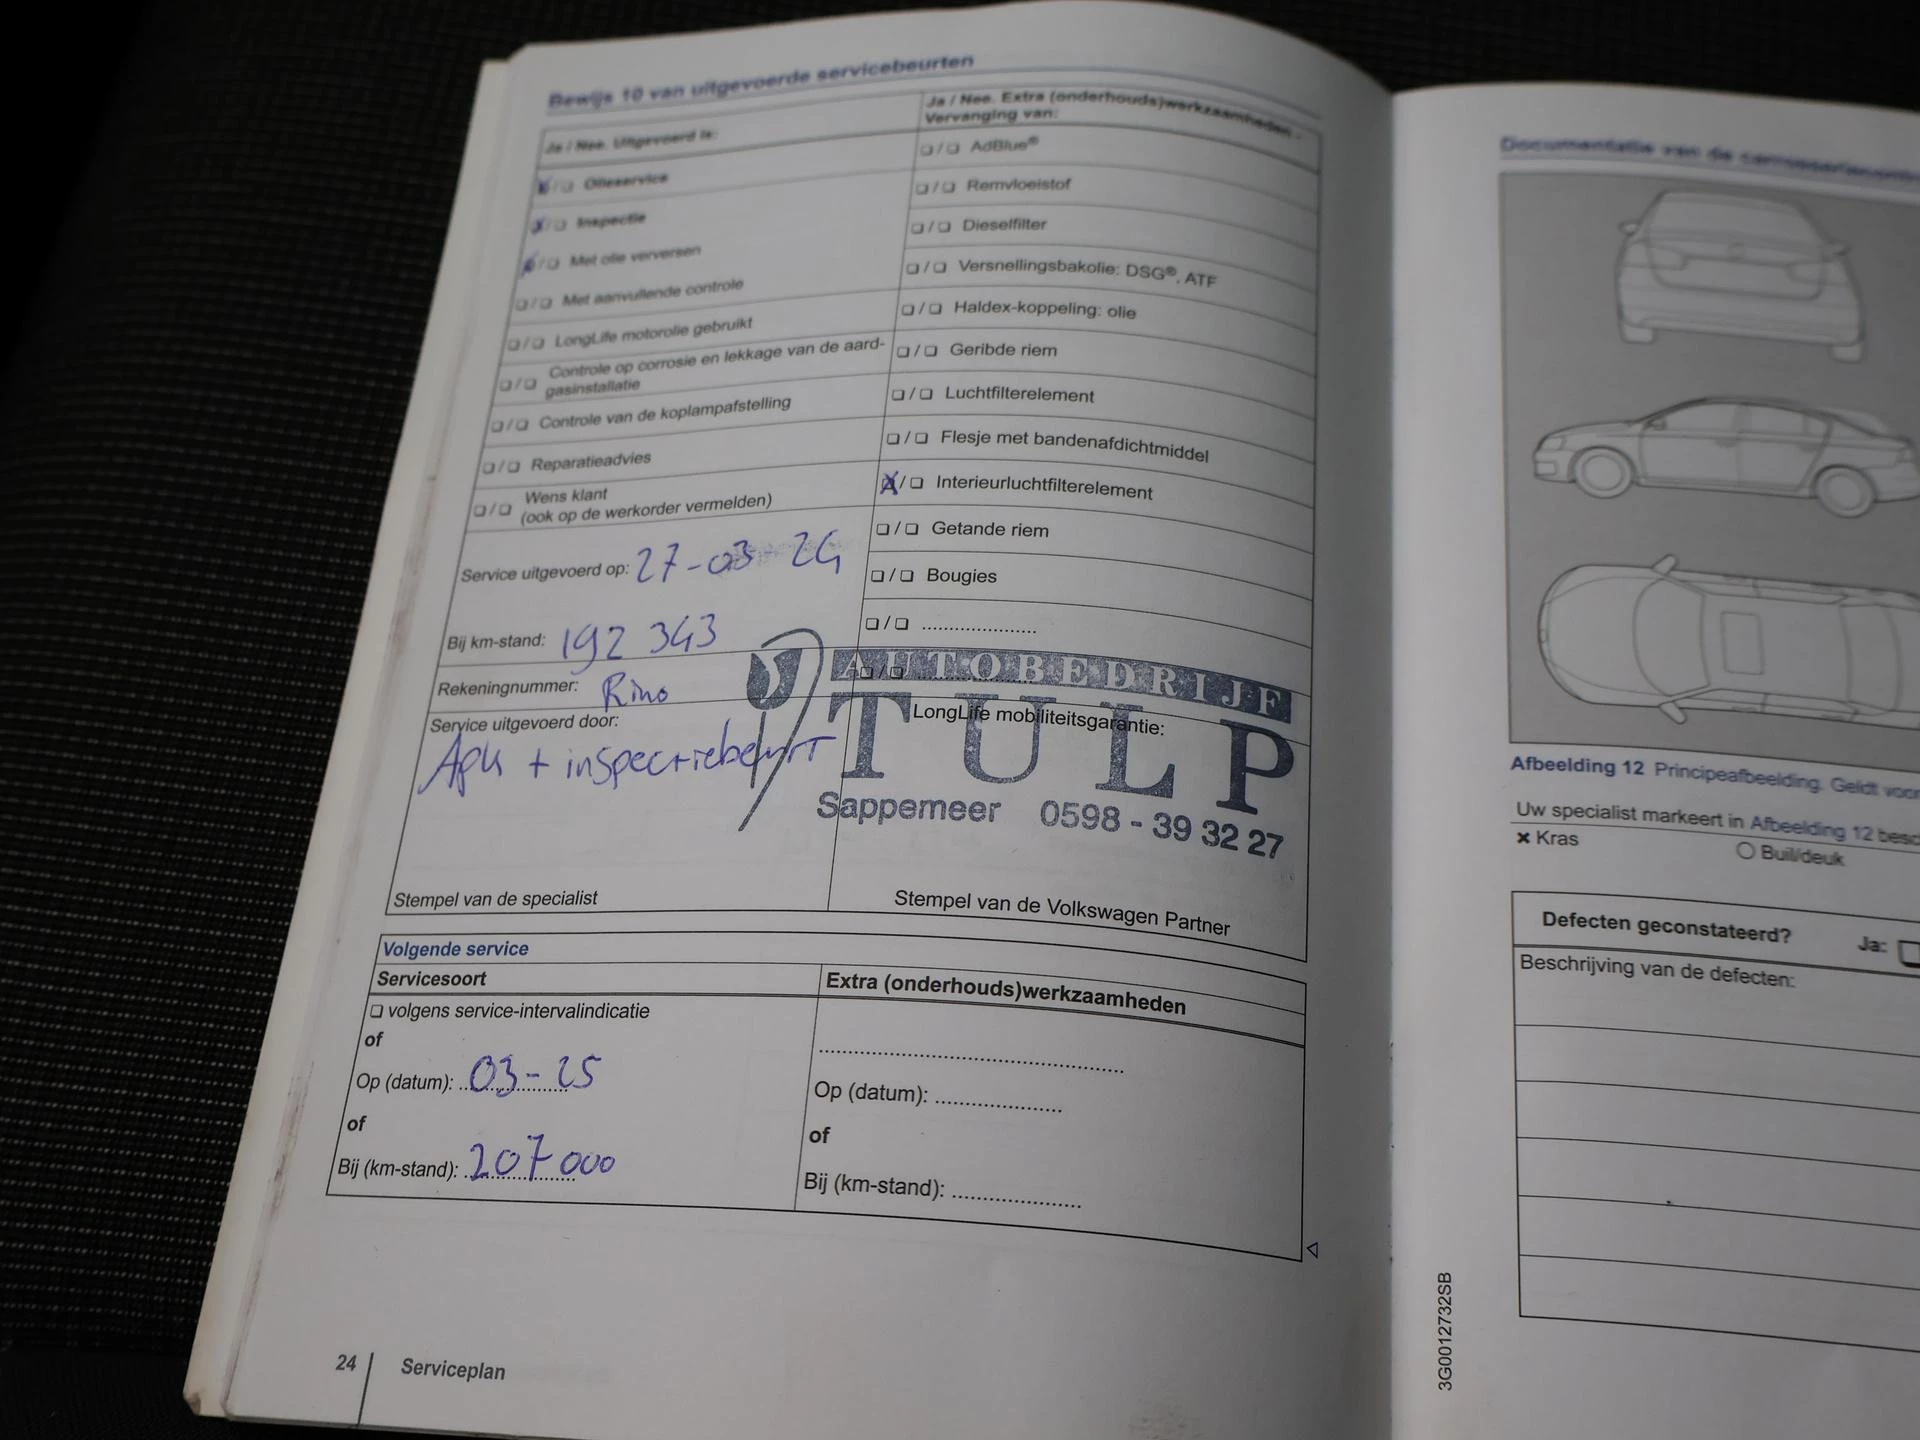 Bewijs 10 van uitgevoerde servicebeurten
Ja / Nee. Uitgevoerd is:
❏ / ❏ Olieservice
❏ / ❏ Inspectie
❏ / ❏ Met olie verversen
❏ / ❏ Met aanvullende controle
❏ / ❏ LongLife motorolie gebruikt
❏ / ❏ Controle op corrosie en lekkage van de aard-
gasinstallatie
❏ / ❏ Controle van de koplampafstelling
❏ / ❏ Reparatieadvies
❏ / ❏ Wens klant
(ook op de werkorder vermelden)
Service uitgevoerd op: 27-03-24
Bij km-stand: 192 343
Rekeningnummer: Rino
Service uitgevoerd door:
Apk + inspectiebeurt
Stempel van de specialist
Ja / Nee. Extra (onderhouds)werkzaamheden -
Vervanging van:
❏ / ❏ AdBlue®
❏ / ❏ Remvloeistof
❏ / ❏ Dieselfilter
❏ / ❏ Versnellingsbakolie: DSG®, ATF
❏ / ❏ Haldex-koppeling: olie
❏ / ❏ Geribde riem
❏ / ❏ Luchtfilterelement
❏ / ❏ Flesje met bandenafdichtmiddel
X / ❏ Interieurluchtfilterelement
❏ / ❏ Getande riem
❏ / ❏ Bougies
❏ / ❏ .....................
❏ / ❏ .....................
AUTOBEDRIJF
LongLife mobiliteitsgarantie:
TULP
Sappemeer 0598 - 39 32 27
Stempel van de Volkswagen Partner
Volgende service
Servicesoort
❏ volgens service-intervalindicatie
of
Op (datum): 03-25
of
Bij (km-stand): 207 000
Extra (onderhouds)werkzaamheden
Op (datum): .....................
of
Bij (km-stand): .....................
24 Serviceplan
Documentatie van de
Afbeelding 12 Principeafbeelding. Geldt voor
Uw specialist markeert in Afbeelding 12 besc
× Kras
○ Buil/deuk
Defecten geconstateerd? Ja: ❏
Beschrijving van de defecten:
3G0012732SB